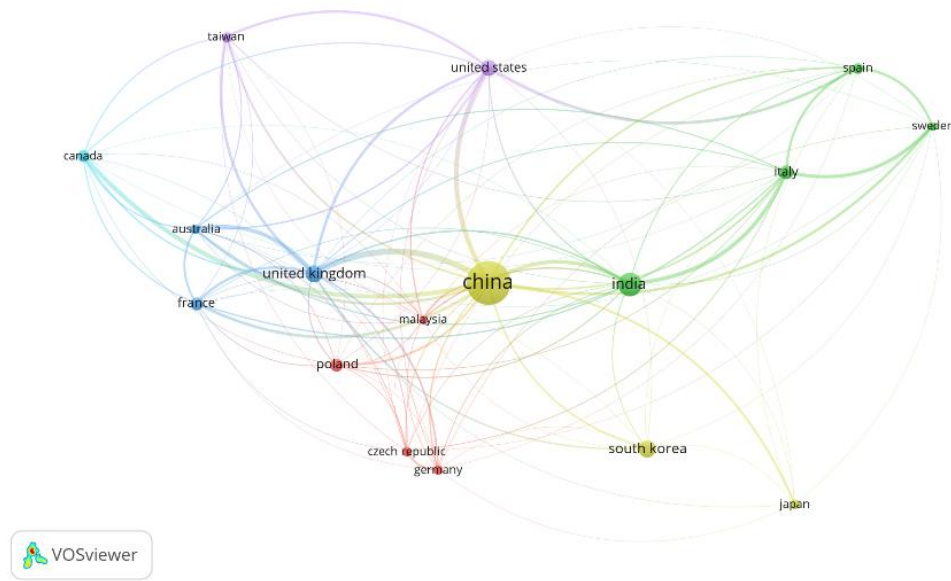 taiwan
united states
spain
sweden
canada
italy
australia
united kingdom
china
india
france
malaysia
poland
czech republic
south korea
germany
japan
VOSviewer